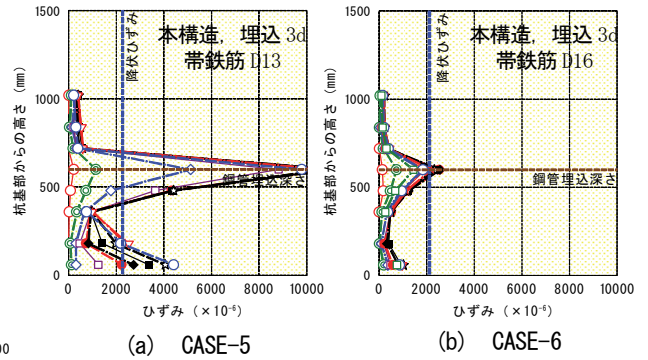 本構造，埋込 3d
帯鉄筋 D13
降伏ひずみ
鋼管埋込深さ
杭基部からの高さ (mm)
1500
1000
500
0
0 2000 4000 6000 8000 10000
ひずみ (×10⁻⁶)
(a) CASE-5
本構造，埋込 3d
帯鉄筋 D16
降伏ひずみ
鋼管埋込深さ
杭基部からの高さ (mm)
1500
1000
500
0
0 2000 4000 6000 8000 10000
ひずみ (×10⁻⁶)
(b) CASE-6
00